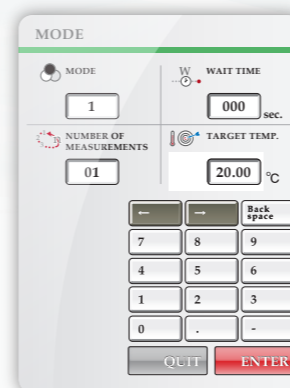 MODE
MODE
W WAIT TIME
1
000 sec.
NUMBER OF
MEASUREMENTS
TARGET TEMP.
01
20.00 ℃
← → Back
space
7 8 9
4 5 6
1 2 3
0 . -
QUIT ENTER